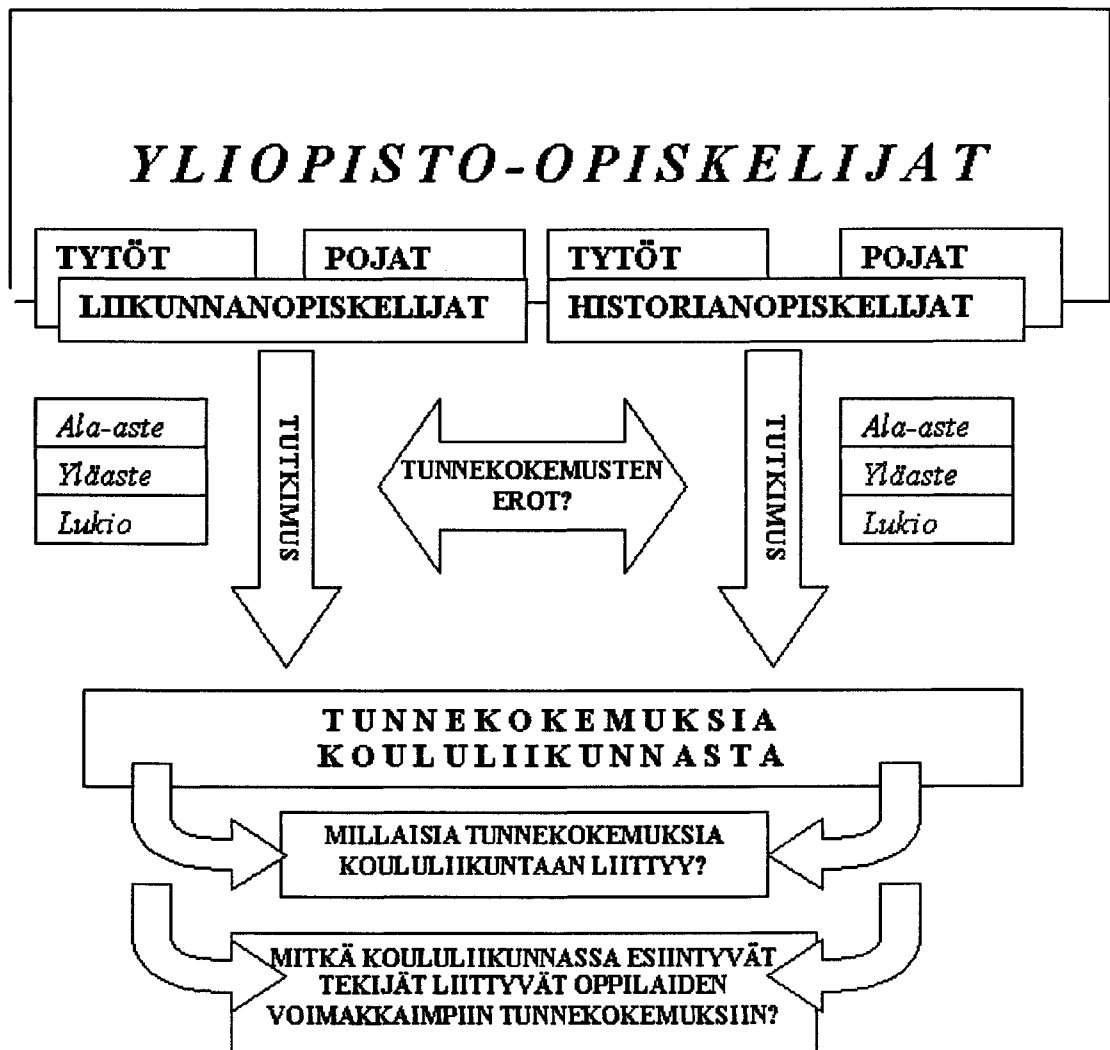 YLIOPISTO-OPISKELIJAT
TYTÖT
POJAT
TYTÖT
POJAT
LIIKUNNANOPISKELIJAT
HISTORIANOPISKELIJAT
Ala-aste
Yläaste
Lukio
TUTKIMUS
TUNNEKOKEMUSTEN
EROT?
TUTKIMUS
Ala-aste
Yläaste
Lukio
TUNNEKOKEMUKSIA
KOULULIIKUNNASTA
MILLAISIA TUNNEKOKEMUKSIA
KOULULIIKUNTAAN LIITTYY?
MITKÄ KOULULIIKUNNASSA ESIINTYVÄT
TEKIJÄT LIITTYVÄT OPPILAIDEN
VOIMAKKAIMPIIN TUNNEKOKEMUKSIIN?